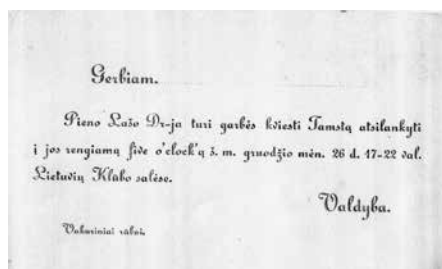 Gerbiam.
Pieno Lašo Dr-ja turi garbės kviesti Tamstą atsilankyti
į jos rengiamą five o'clock'ą š. m. gruodžio mėn. 26 d. 17-22 val.
Lietuvių Klūbo salėse.
Valdyba.
Vakariniai rūbai.